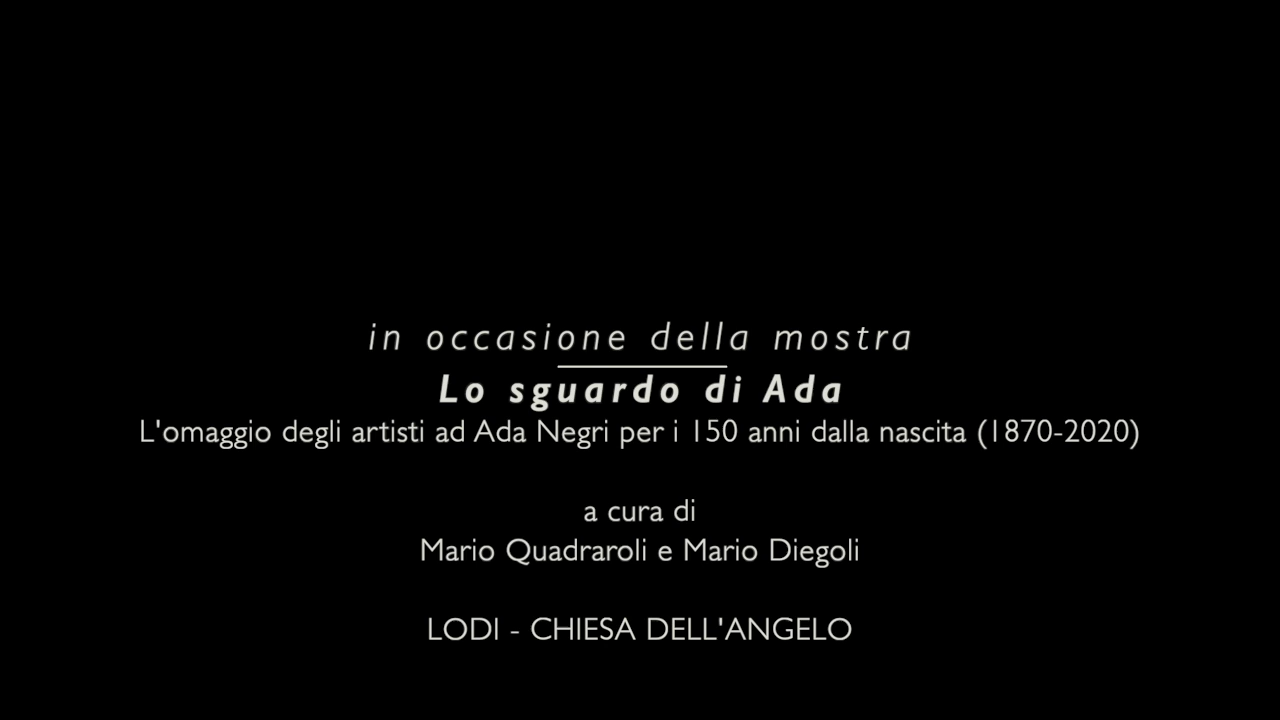 in occasione della mostra
Lo sguardo di Ada
L'omaggio degli artisti ad Ada Negri per i 150 anni dalla nascita (1870-2020)
a cura di
Mario Quadraroli e Mario Diegoli
LODI - CHIESA DELL'ANGELO